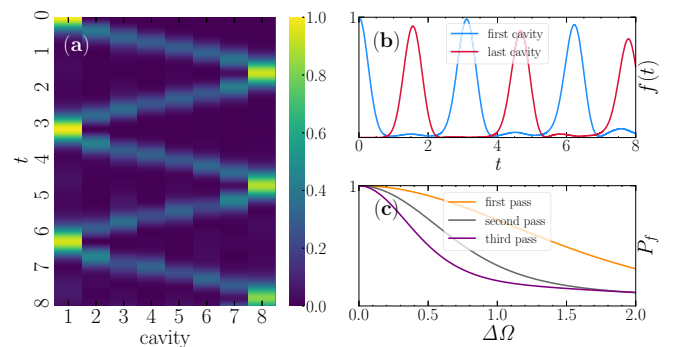 (a)
0
1
2
3
4
5
6
7
8
t
1 2 3 4 5 6 7 8
cavity
1.0
0.8
0.6
0.4
0.2
0.0
(b)
first cavity
last cavity
1
0 2 4 6 8
t
f(t)
(c)
first pass
second pass
third pass
1
0.0 0.5 1.0 1.5 2.0
ΔΩ
P_f